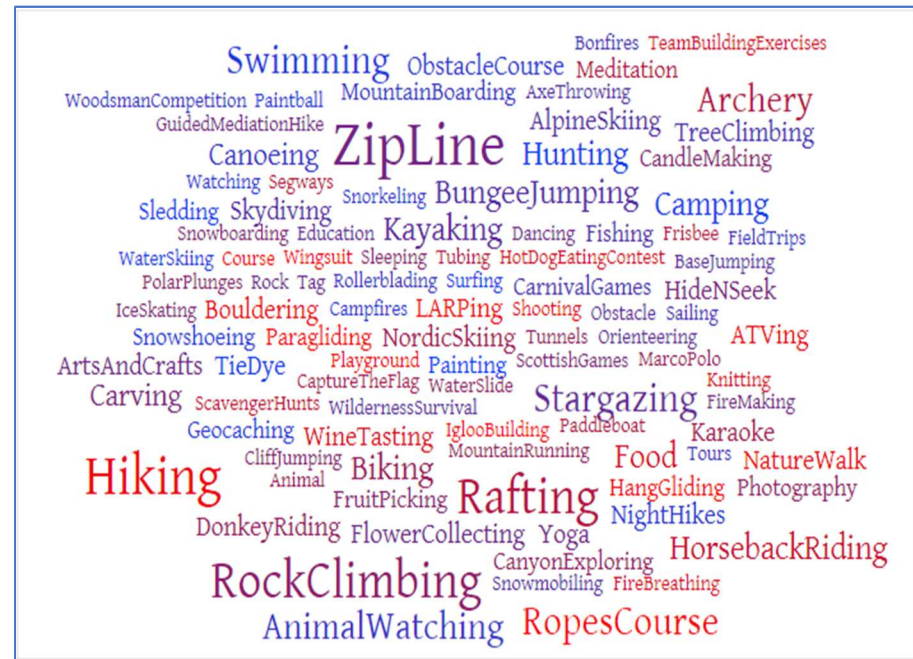 Bonfires TeamBuildingExercises
Swimming ObstacleCourse Meditation
WoodsmanCompetition Paintball MountainBoarding AxeThrowing Archery
GuidedMediationHike ZipLine AlpineSkiing TreeClimbing
Canoeing Hunting CandleMaking
Watching Segways Snorkeling BungeeJumping Camping
Sledding Skydiving
Snowboarding Education Kayaking Dancing Fishing Frisbee FieldTrips
WaterSkiing Course Wingsuit Sleeping Tubing HotDogEatingContest BaseJumping
PolarPlunges Rock Tag Rollerblading Surfing CarnivalGames HideNSeek
IceSkating Bouldering Campfires LARPing Shooting Obstacle Sailing
Snowshoeing Paragliding NordicSkiing Tunnels Orienteering ATVing
ArtsAndCrafts TieDye Playground Painting ScottishGames MarcoPolo
CaptureTheFlag WaterSlide Knitting
Carving ScavengerHunts WildernessSurvival Stargazing FireMaking
Geocaching WineTasting IglooBuilding Paddleboat Karaoke
CliffJumping MountainRunning Food Tours NatureWalk
Hiking Animal Biking Rafting HangGliding Photography
FruitPicking NightHikes
DonkeyRiding FlowerCollecting Yoga
CanyonExploring HorsebackRiding
RockClimbing Snowmobiling FireBreathing
AnimalWatching RopesCourse